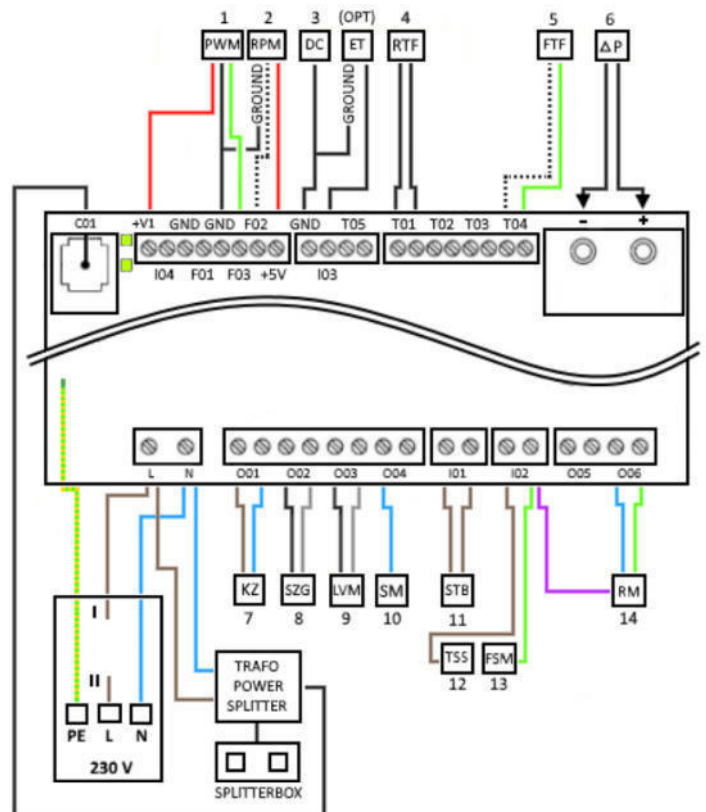 1 2 3 (OPT) 4 5 6
PWM RPM DC ET RTF FTF ΔP
GROUND GROUND
- +
C01 +V1 GND GND F02 GND T05 T01 T02 T03 T04
I04 F01 F03 +5V I03
L N O01 O02 O03 O04 I01 I02 O05 O06
KZ SZG LVM SM STB RM
7 8 9 10 11 14
I
TSS FSM
12 13
II
TRAFO
POWER
SPLITTER
PE L N
230 V
SPLITTERBOX